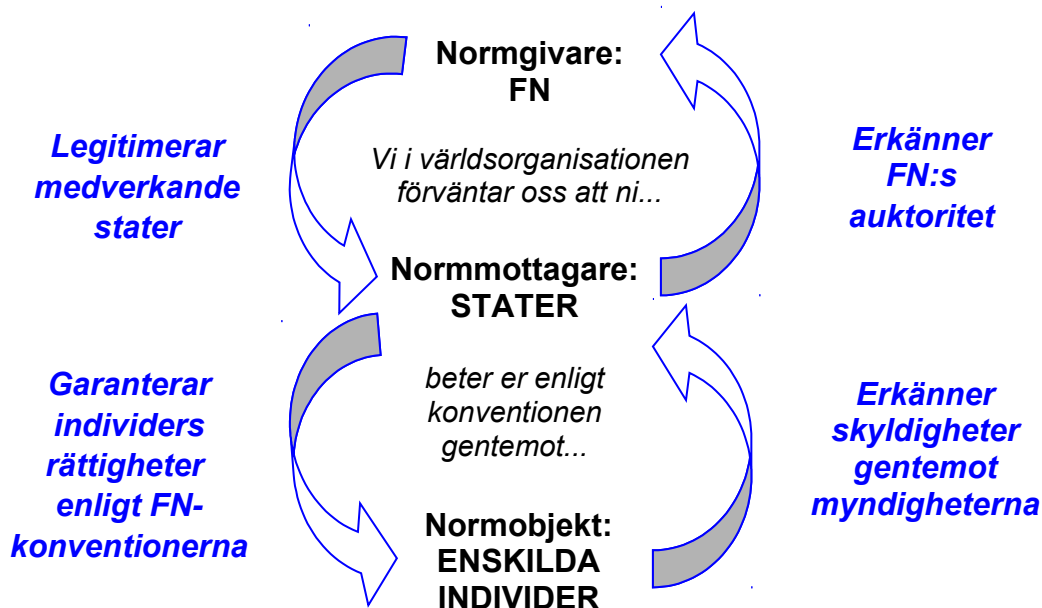 Normgivare:
FN
Legitimerar
medverkande
stater
Vi i världsorganisationen
förväntar oss att ni...
Erkänner
FN:s
auktoritet
Normmottagare:
STATER
Garanterar
individers
rättigheter
enligt FN-
konventionerna
beter er enligt
konventionen
gentemot...
Erkänner
skyldigheter
gentemot
myndigheterna
Normobjekt:
ENSKILDA
INDIVIDER